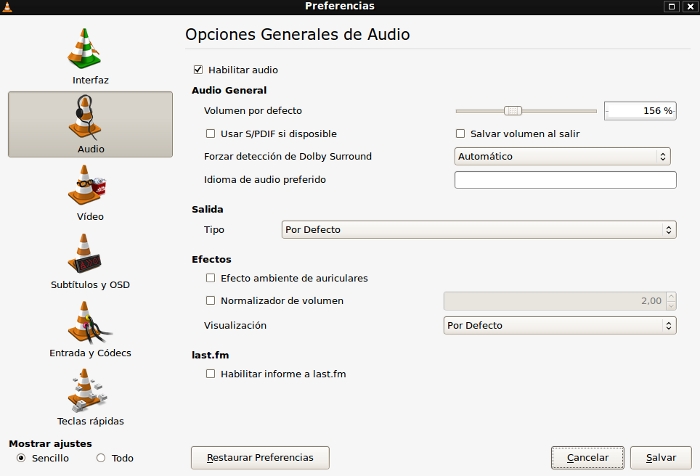 Preferencias
Interfaz
Audio
Vídeo
Subtítulos y OSD
Entrada y Códecs
Teclas rápidas
Mostrar ajustes
Sencillo Todo
Opciones Generales de Audio
Habilitar audio
Audio General
Volumen por defecto 156 %
Usar S/PDIF si disponible Salvar volumen al salir
Forzar detección de Dolby Surround Automático
Idioma de audio preferido
Salida
Tipo Por Defecto
Efectos
Efecto ambiente de auriculares
Normalizador de volumen 2,00
Visualización Por Defecto
last.fm
Habilitar informe a last.fm
Restaurar Preferencias Cancelar Salvar